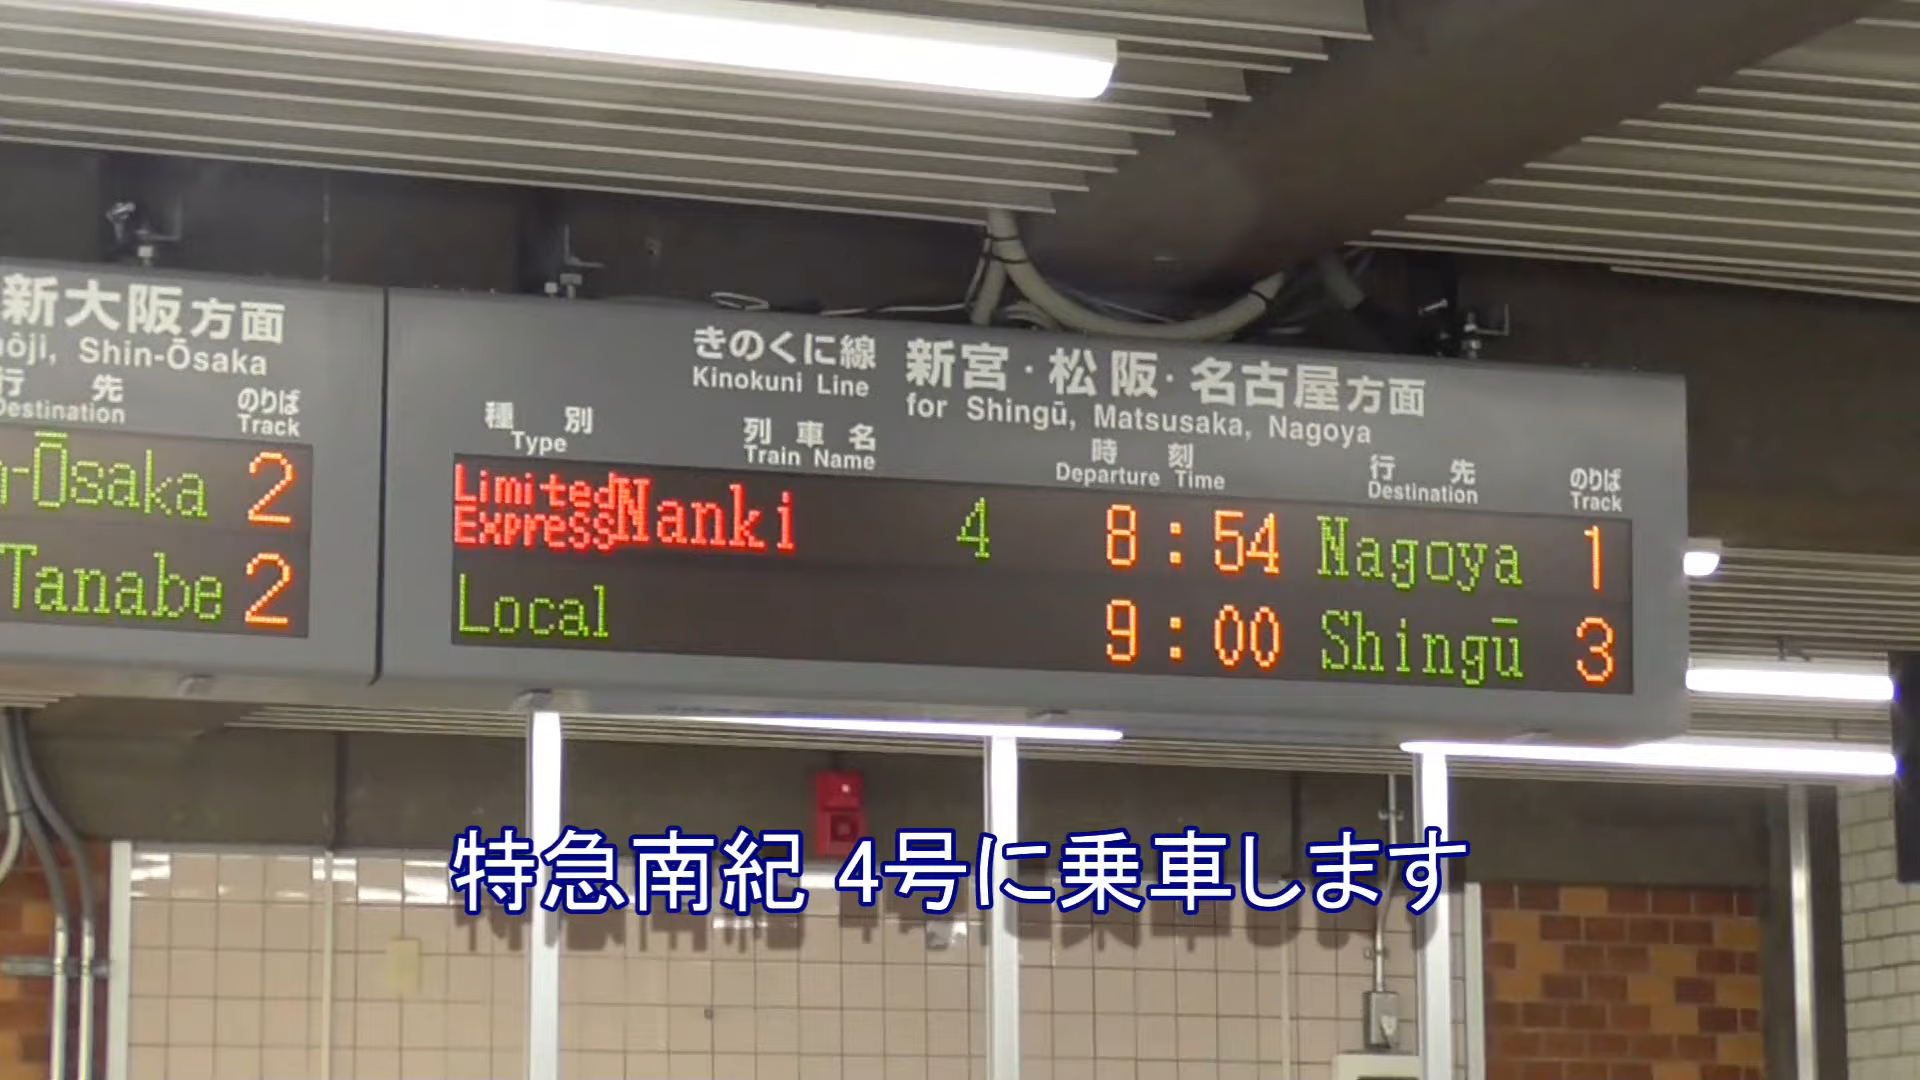 新大阪方面
Shin-Ōsaka
行先
Destination
のりば
Track
Ōsaka 2
Tanabe 2
きのくに線
Kinokuni Line
新宮・松阪・名古屋方面
for Shingū, Matsusaka, Nagoya
種別
Type
列車名
Train Name
時刻
Departure Time
行先
Destination
のりば
Track
Limited Express Nanki 4 8:54 Nagoya 1
Local 9:00 Shingū 3
特急南紀 4号に乗車します